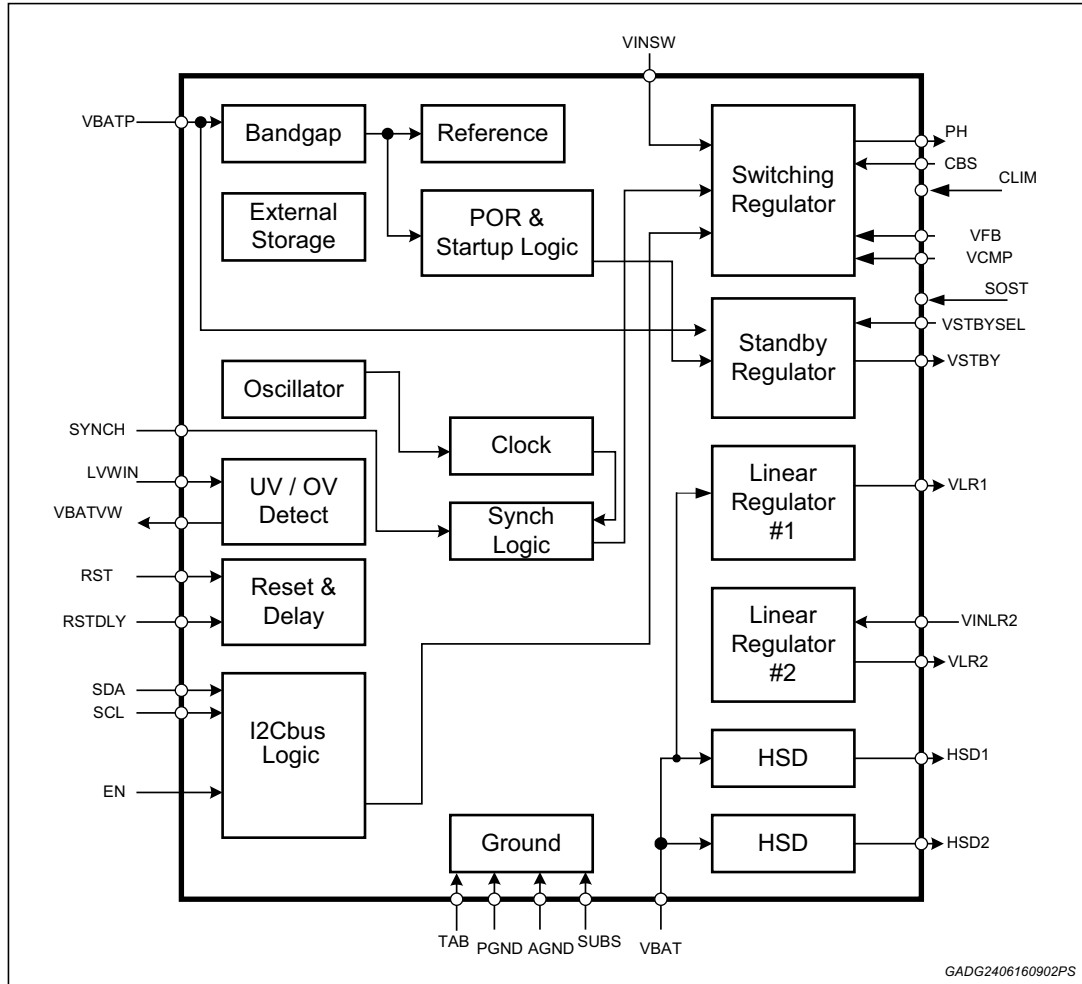 VINSW
VBATP
Bandgap
Reference
External
Storage
POR &
Startup Logic
Switching
Regulator
PH
CBS
CLIM
VFB
VCMP
SOST
VSTBYSEL
Standby
Regulator
VSTBY
Oscillator
Clock
SYNCH
LVWIN
VBATVW
UV / OV
Detect
Synch
Logic
Linear
Regulator
#1
VLR1
RST
RSTDLY
Reset &
Delay
Linear
Regulator
#2
VINLR2
VLR2
SDA
SCL
EN
I2Cbus
Logic
HSD
HSD1
Ground
HSD
HSD2
TAB
PGND
AGND
SUBS
VBAT
GADG2406160902PS